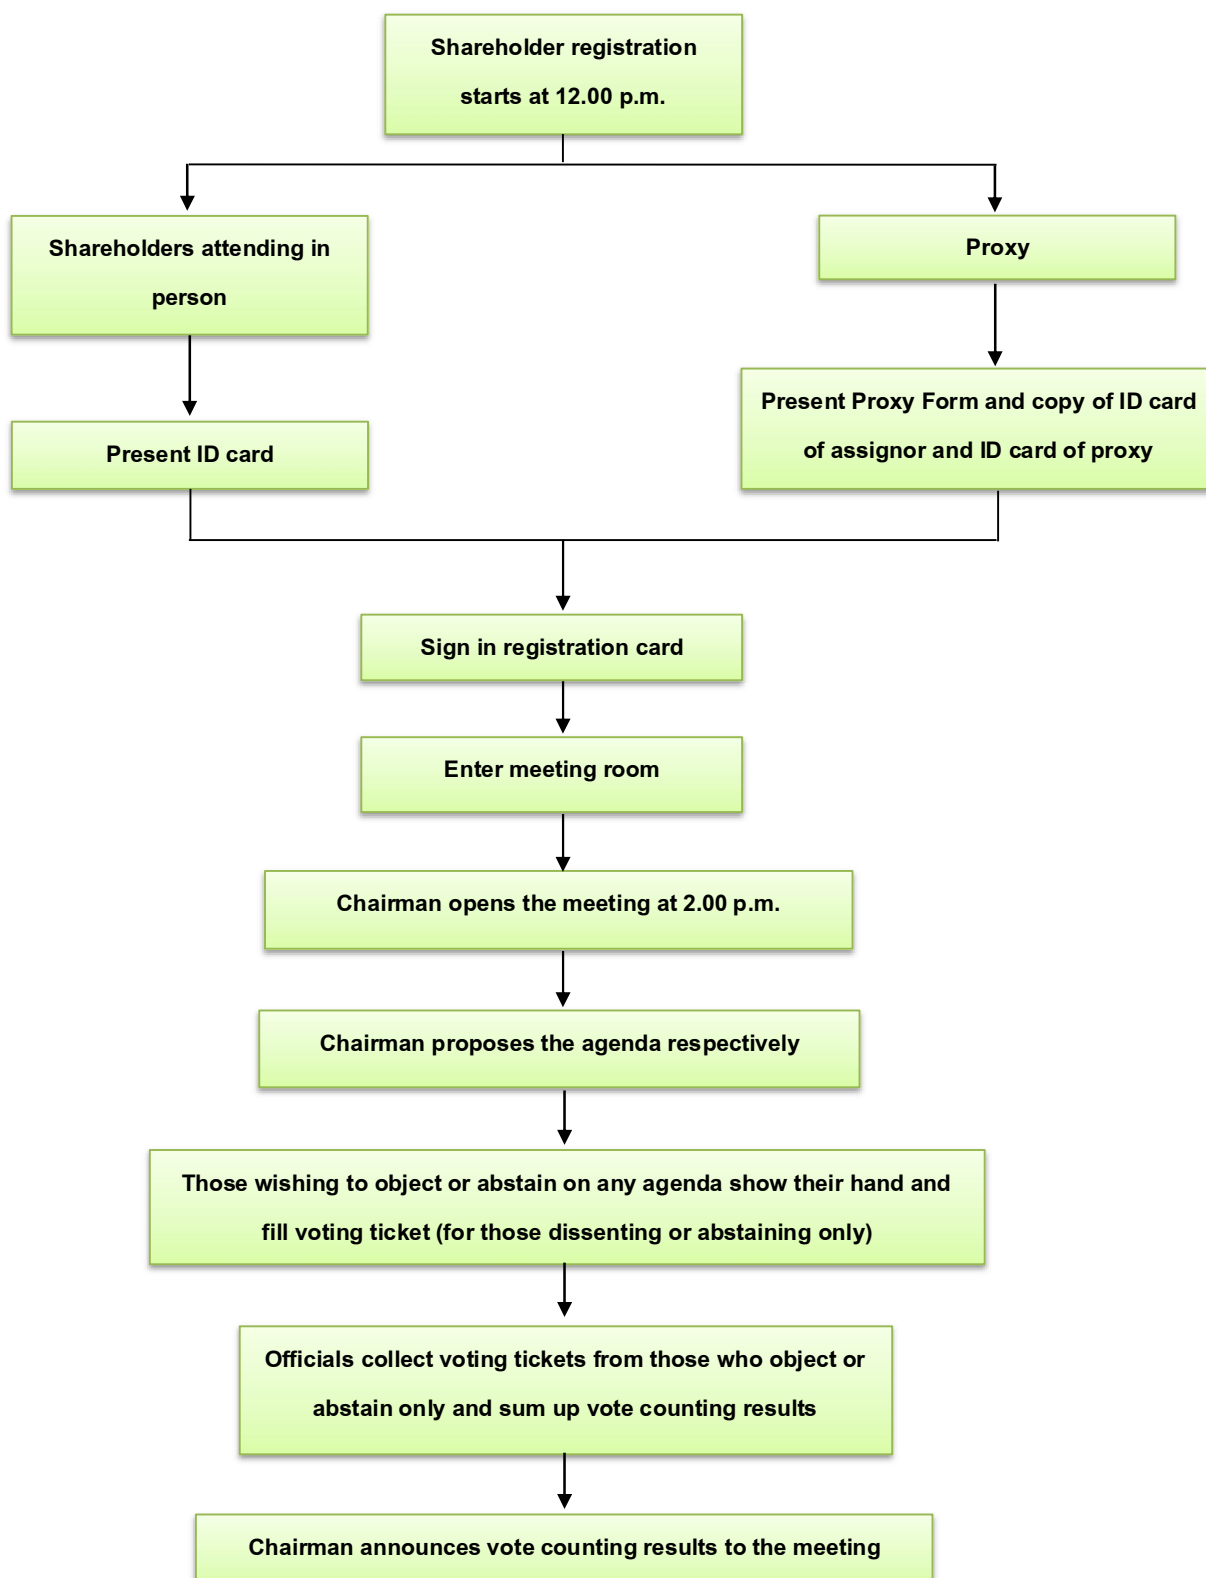 Shareholder registration
starts at 12.00 p.m.
Shareholders attending in
person
Proxy
Present ID card
Present Proxy Form and copy of ID card
of assignor and ID card of proxy
Sign in registration card
Enter meeting room
Chairman opens the meeting at 2.00 p.m.
Chairman proposes the agenda respectively
Those wishing to object or abstain on any agenda show their hand and
fill voting ticket (for those dissenting or abstaining only)
Officials collect voting tickets from those who object or
abstain only and sum up vote counting results
Chairman announces vote counting results to the meeting